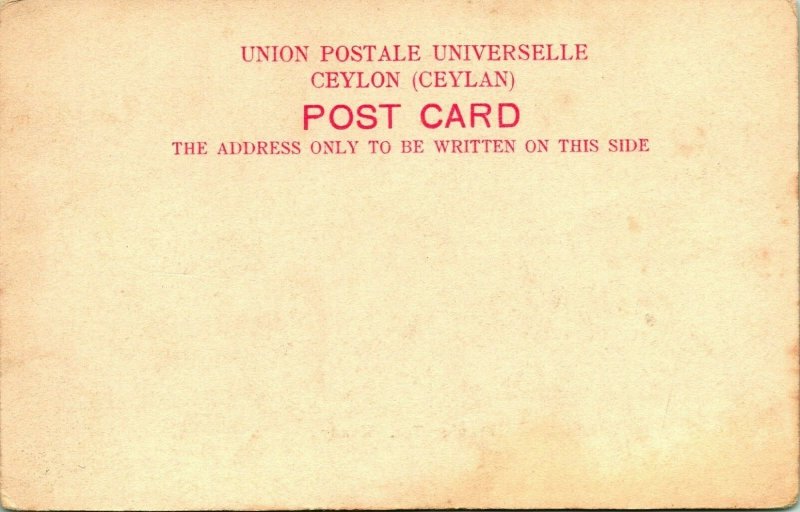 UNION POSTALE UNIVERSELLE
CEYLON (CEYLAN)
POST CARD
THE ADDRESS ONLY TO BE WRITTEN ON THIS SIDE